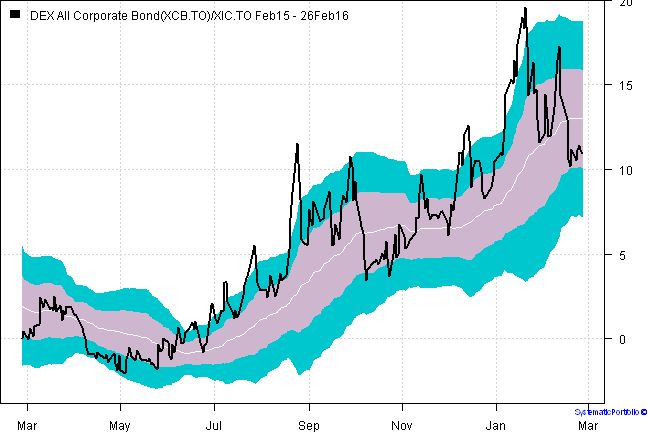 DEX All Corporate Bond(XCB.TO)/XIC.TO Feb15 - 26Feb16
20
15
10
5
0
SystematicPortfolio ©
Mar May Jul Sep Nov Jan Mar